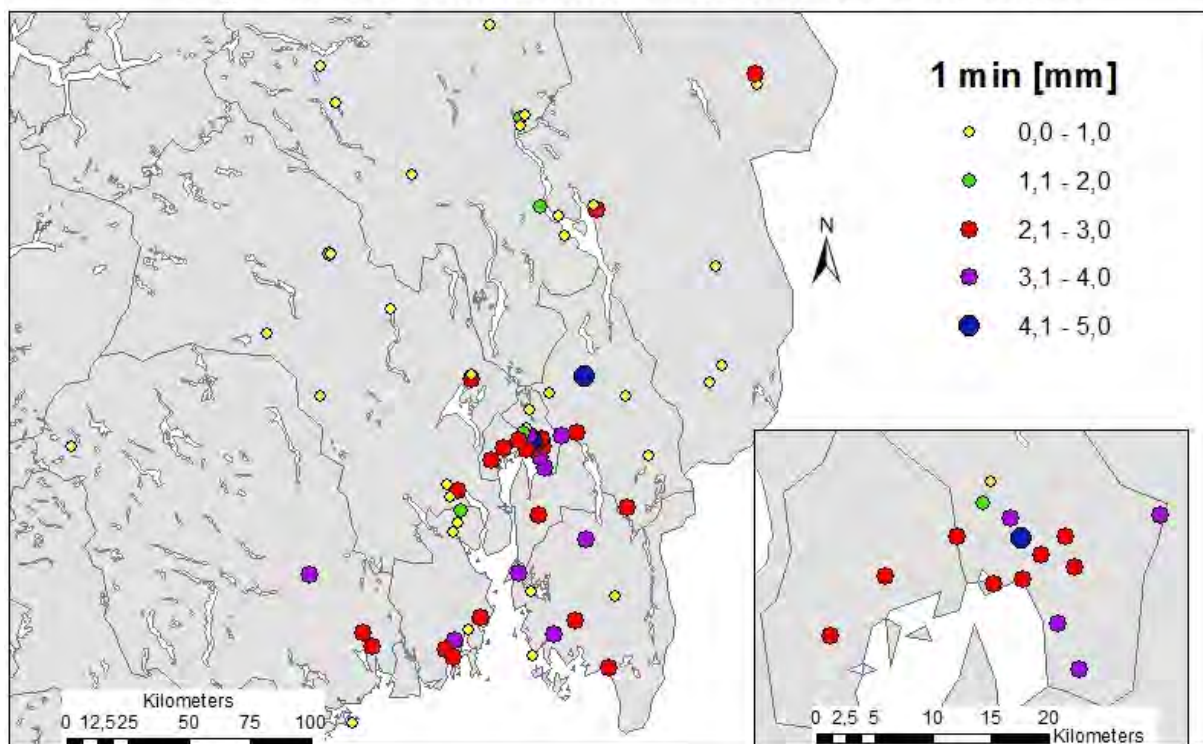 1 min [mm]
0,0 - 1,0
1,1 - 2,0
N
2,1 - 3,0
3,1 - 4,0
4,1 - 5,0
Kilometers
0 12,525 50 75 100
0 2,5 5 10 15 20
Kilometers